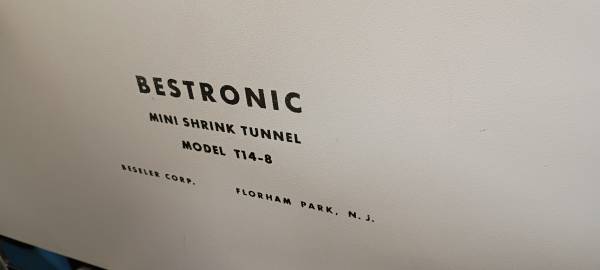 BESTRONIC
MINI SHRINK TUNNEL
MODEL T14-8
BESELER CORP. FLORHAM PARK, N. J.